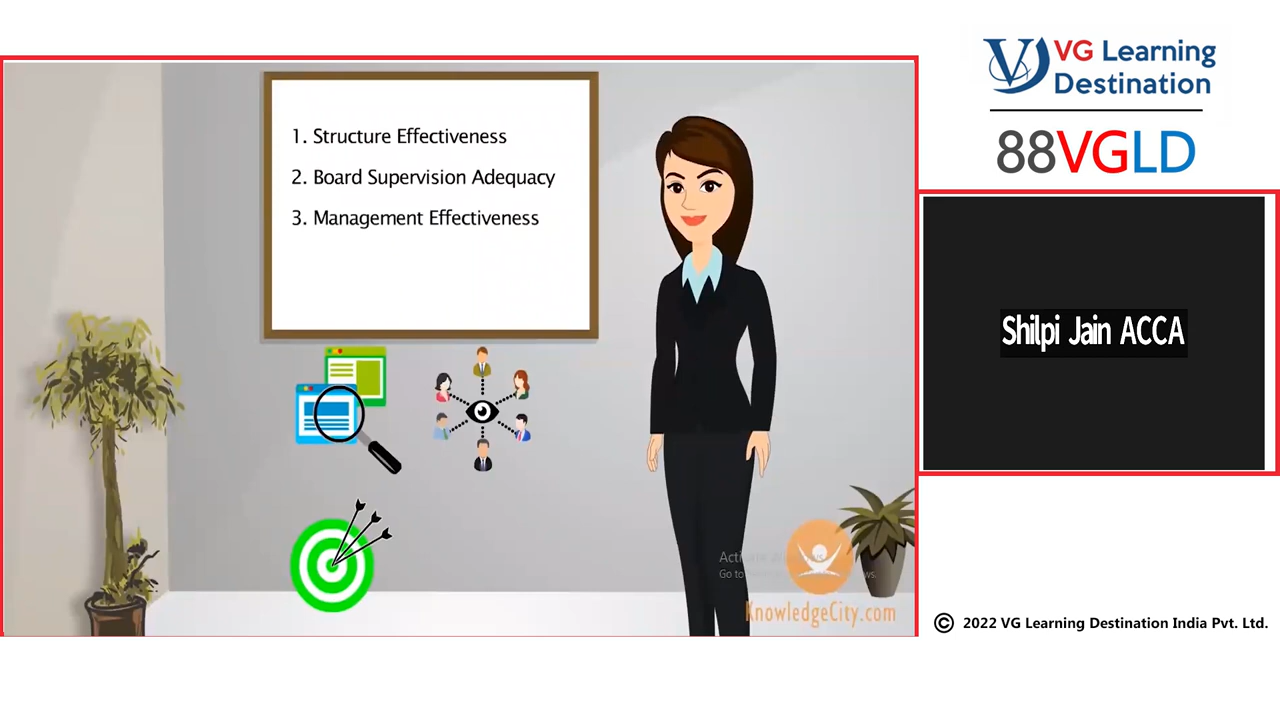 1. Structure Effectiveness
2. Board Supervision Adequacy
3. Management Effectiveness
KnowledgeCity.com
VG Learning
Destination
88VGLD
Shilpi Jain ACCA
© 2022 VG Learning Destination India Pvt. Ltd.